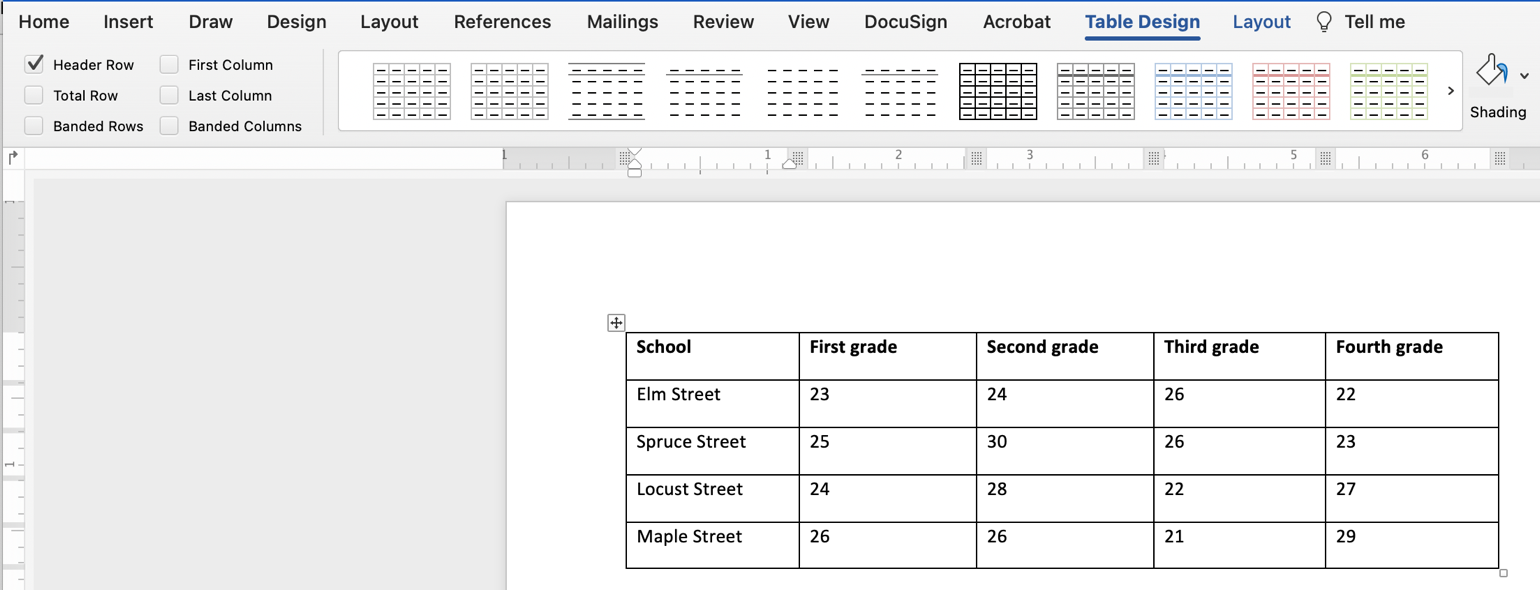 Home Insert Draw Design Layout References Mailings Review View DocuSign Acrobat Table Design Layout Tell me
Header Row First Column
Total Row Last Column
Banded Rows Banded Columns
Shading
1 1 2 3 5 6
1
1
School First grade Second grade Third grade Fourth grade
Elm Street 23 24 26 22
Spruce Street 25 30 26 23
Locust Street 24 28 22 27
Maple Street 26 26 21 29